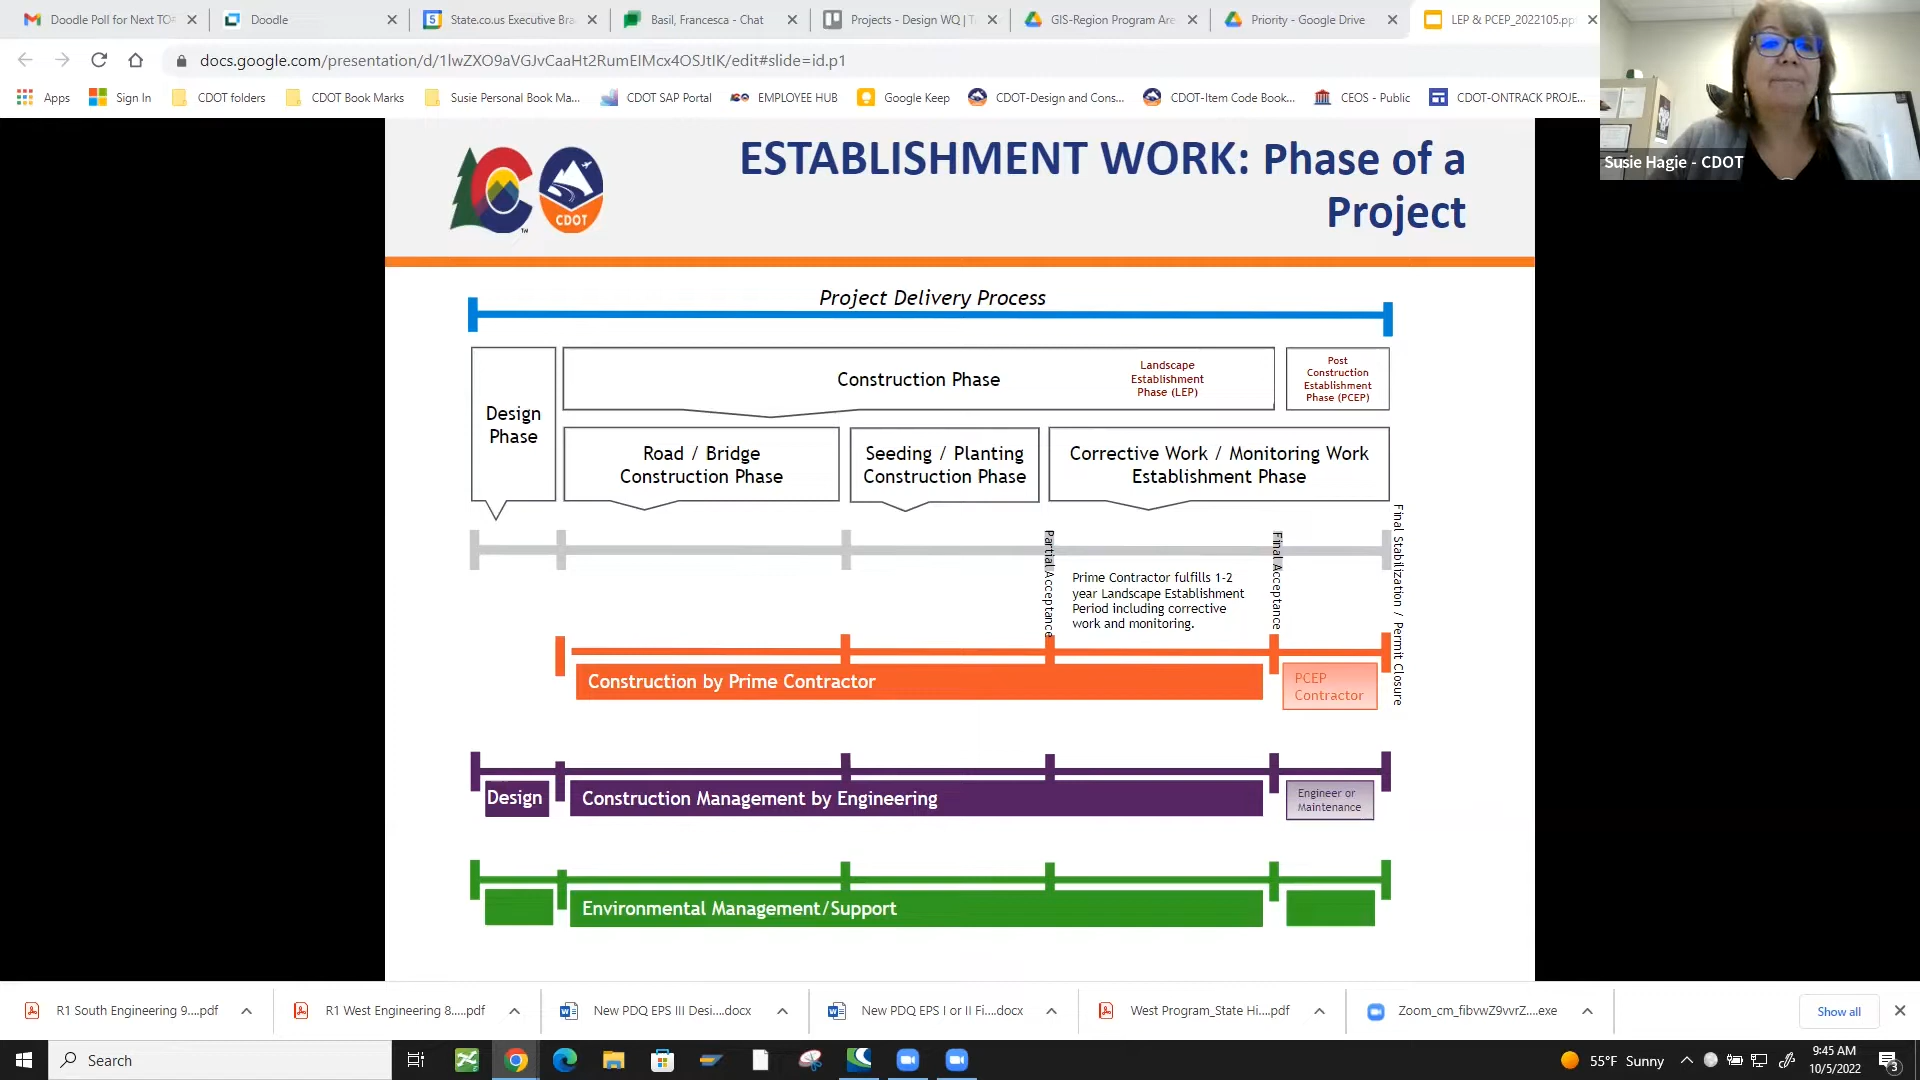 Doodle Poll for Next TO
Doodle
State.co.us Executive Bra
Basil, Francesca - Chat
Projects - Design WQ | T
GIS-Region Program Are
Priority - Google Drive
LEP & PCEP_2022105.pp
docs.google.com/presentation/d/1lwZXO9aVGJvCaaHt2RumEIMcx4OSJtIK/edit#slide=id.p1
Apps
Sign In
CDOT folders
CDOT Book Marks
Susie Personal Book Ma...
CDOT SAP Portal
EMPLOYEE HUB
Google Keep
CDOT-Design and Cons...
CDOT-Item Code Book...
CEOS - Public
CDOT-ONTRACK PROJE...
Susie Hagie - CDOT
CDOT
TM
ESTABLISHMENT WORK: Phase of a
Project
Project Delivery Process
Design
Phase
Construction Phase
Landscape
Establishment
Phase (LEP)
Post
Construction
Establishment
Phase (PCEP)
Road / Bridge
Construction Phase
Seeding / Planting
Construction Phase
Corrective Work / Monitoring Work
Establishment Phase
Partial Acceptance
Prime Contractor fulfills 1-2
year Landscape Establishment
Period including corrective
work and monitoring.
Final Acceptance
Final Stabilization / Permit Closure
Construction by Prime Contractor
PCEP
Contractor
Design
Construction Management by Engineering
Engineer or
Maintenance
Environmental Management/Support
R1 South Engineering 9....pdf
R1 West Engineering 8.....pdf
New PDQ EPS III Desi....docx
New PDQ EPS I or II Fi....docx
West Program_State Hi....pdf
Zoom_cm_fibvwZ9vvrZ....exe
Show all
Search
55°F Sunny
9:45 AM
10/5/2022
3